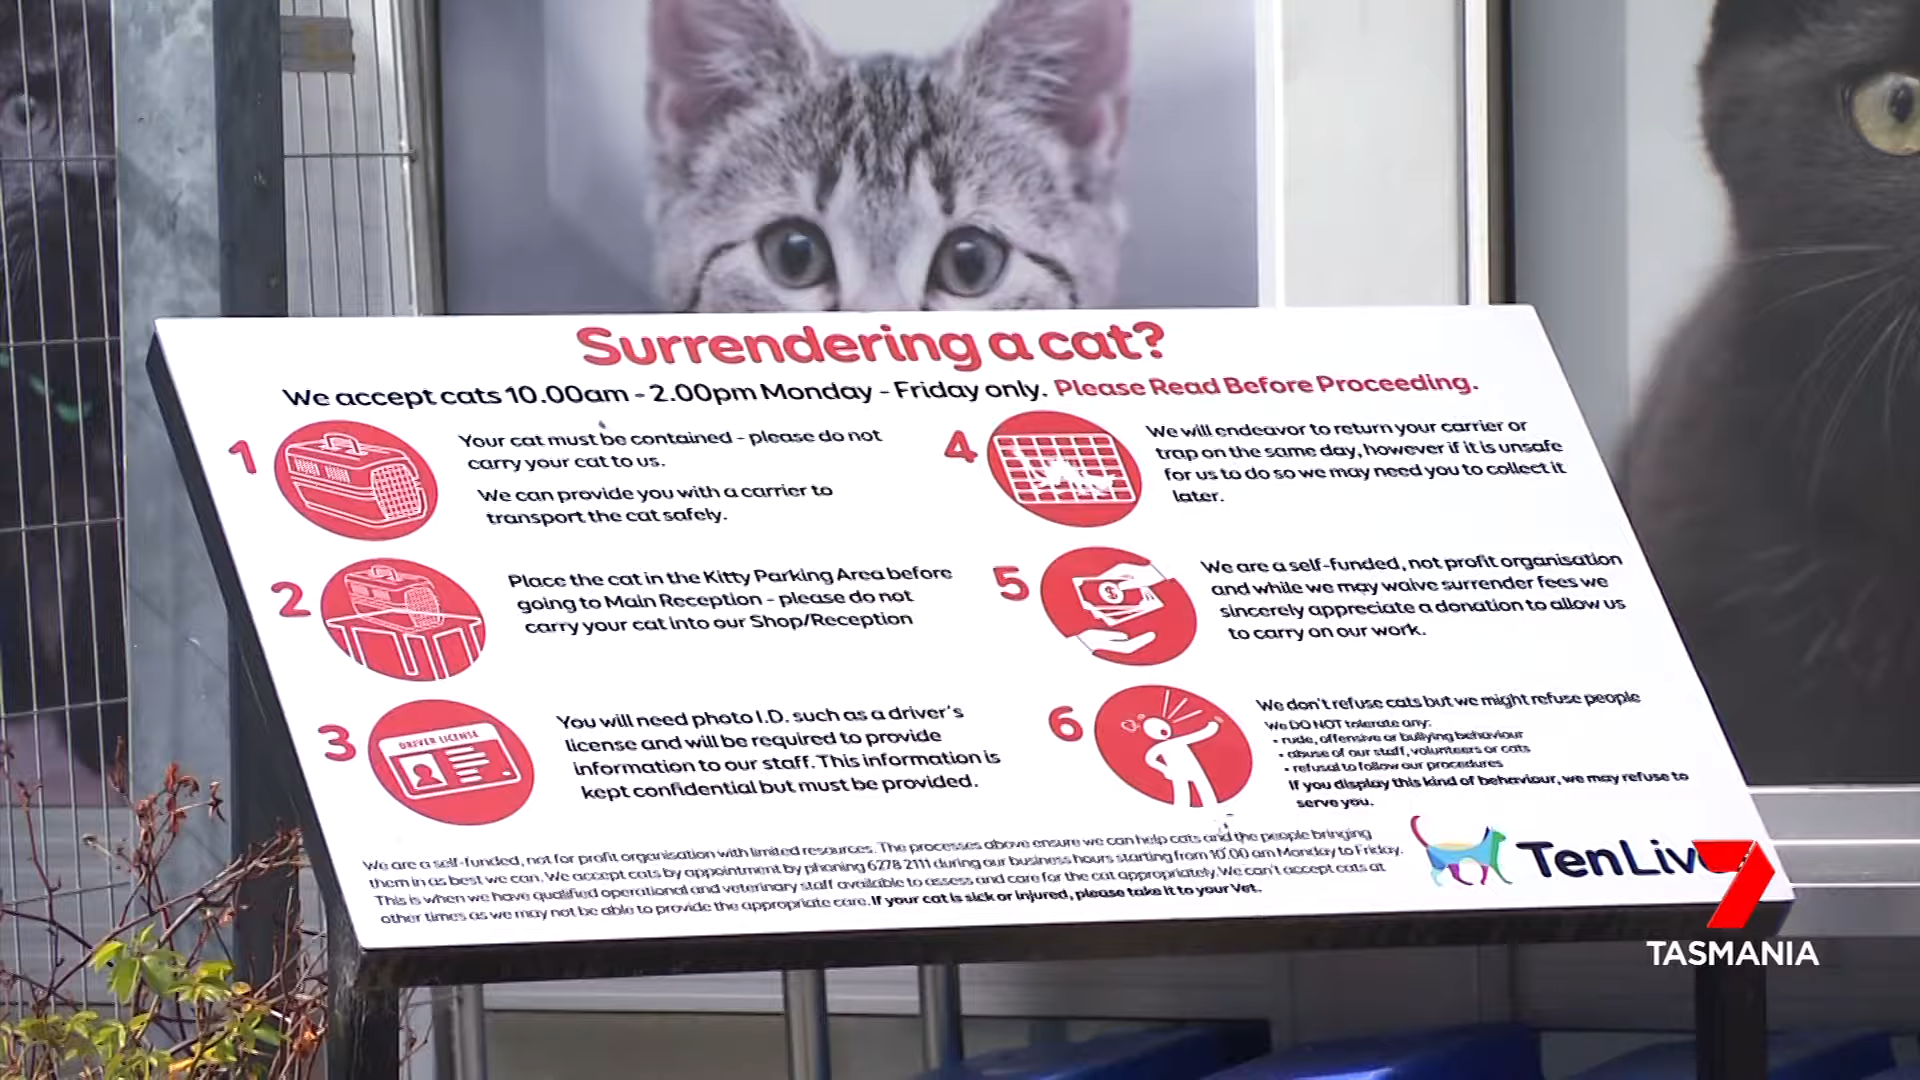 Surrendering a cat?
We accept cats 10.00am - 2.00pm Monday - Friday only. Please Read Before Proceeding.
1
Your cat must be contained - please do not
carry your cat to us.
We can provide you with a carrier to
transport the cat safely.
2
Place the cat in the Kitty Parking Area before
going to Main Reception - please do not
carry your cat into our Shop/Reception
3
DRIVER LICENSE
You will need photo I.D. such as a driver's
license and will be required to provide
information to our staff. This information is
kept confidential but must be provided.
4
We will endeavor to return your carrier or
trap on the same day, however if it is unsafe
for us to do so we may need you to collect it
later.
5
$
We are a self-funded, not profit organisation
and while we may waive surrender fees we
sincerely appreciate a donation to allow us
to carry on our work.
6
We don't refuse cats but we might refuse people
We DO NOT tolerate any:
• rude, offensive or bullying behaviour
• abuse of our staff, volunteers or cats
• refusal to follow our procedures
If you display this kind of behaviour, we may refuse to
serve you.
We are a self-funded, not for profit organisation with limited resources. The processes above ensure we can help cats and the people bringing
them in as best we can. We accept cats by appointment by phoning 6278 2111 during our business hours starting from 10.00 am Monday to Friday.
This is when we have qualified operational and veterinary staff available to assess and care for the cat appropriately. We can't accept cats at
other times as we may not be able to provide the appropriate care. If your cat is sick or injured, please take it to your Vet.
TenLiv
7
TASMANIA